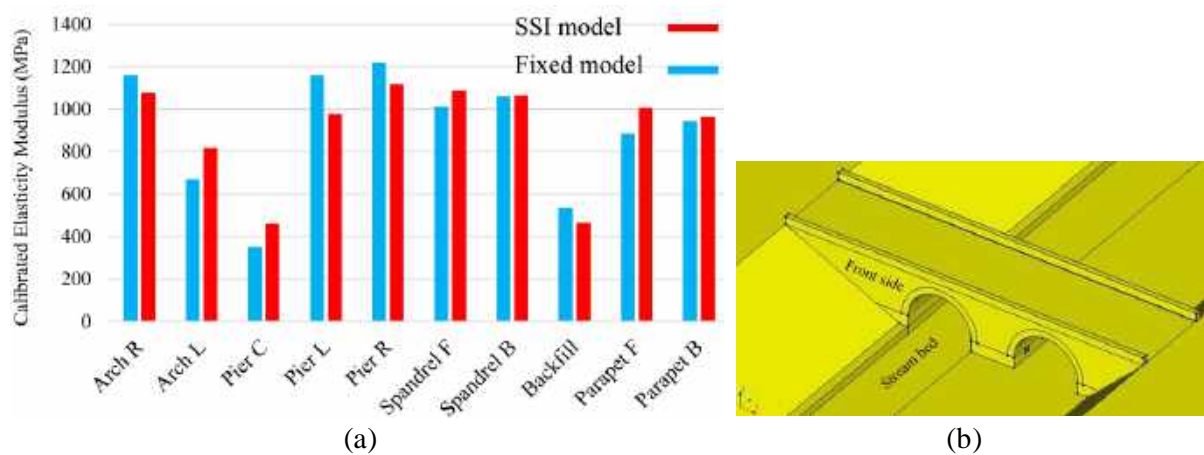 Calibrated Elasticity Modulus (MPa)
1400
1200
1000
800
600
400
200
0
SSI model
Fixed model
Arch R
Arch L
Pier C
Pier L
Pier R
Spandrel F
Spandrel B
Backfill
Parapet F
Parapet B
(a)
Front side
Stream bed
(b)